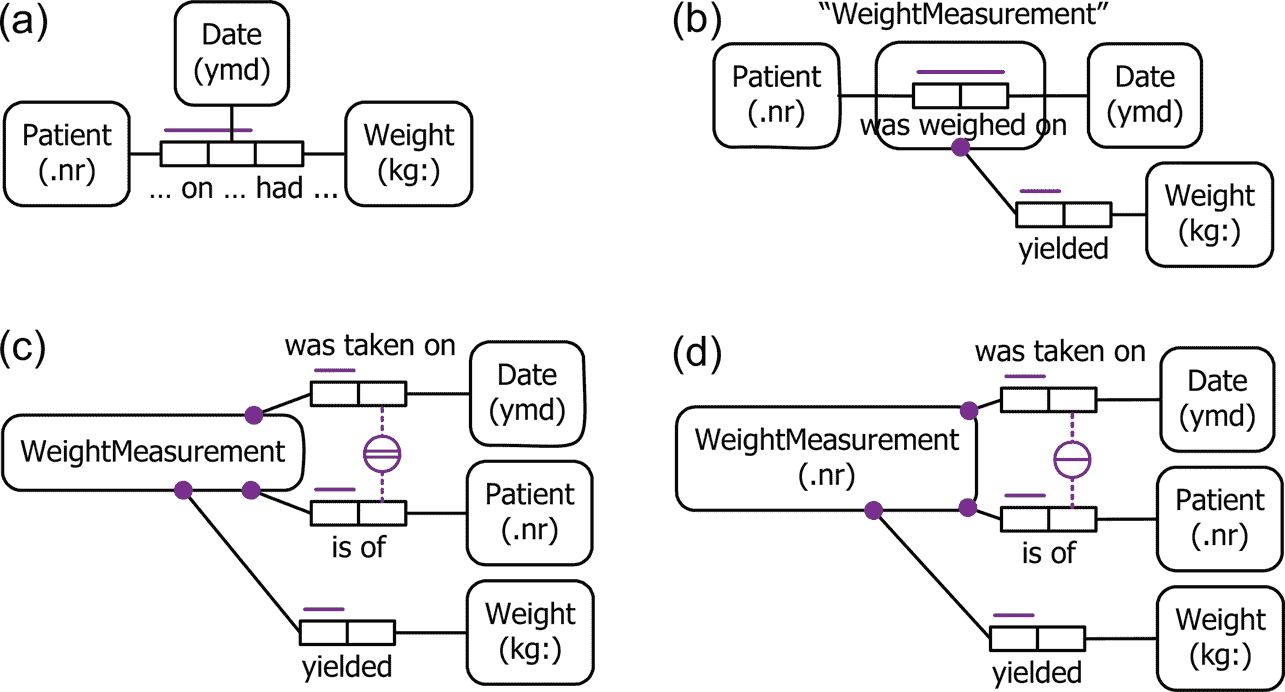 (a)
Date
(ymd)
Patient
(.nr)
Weight
(kg:)
... on ... had ...
(b)
“WeightMeasurement”
Patient
(.nr)
was weighed on
Date
(ymd)
Weight
(kg:)
yielded
(c)
was taken on
Date
(ymd)
WeightMeasurement
Patient
(.nr)
is of
Weight
(kg:)
yielded
(d)
was taken on
Date
(ymd)
WeightMeasurement
(.nr)
Patient
(.nr)
is of
Weight
(kg:)
yielded